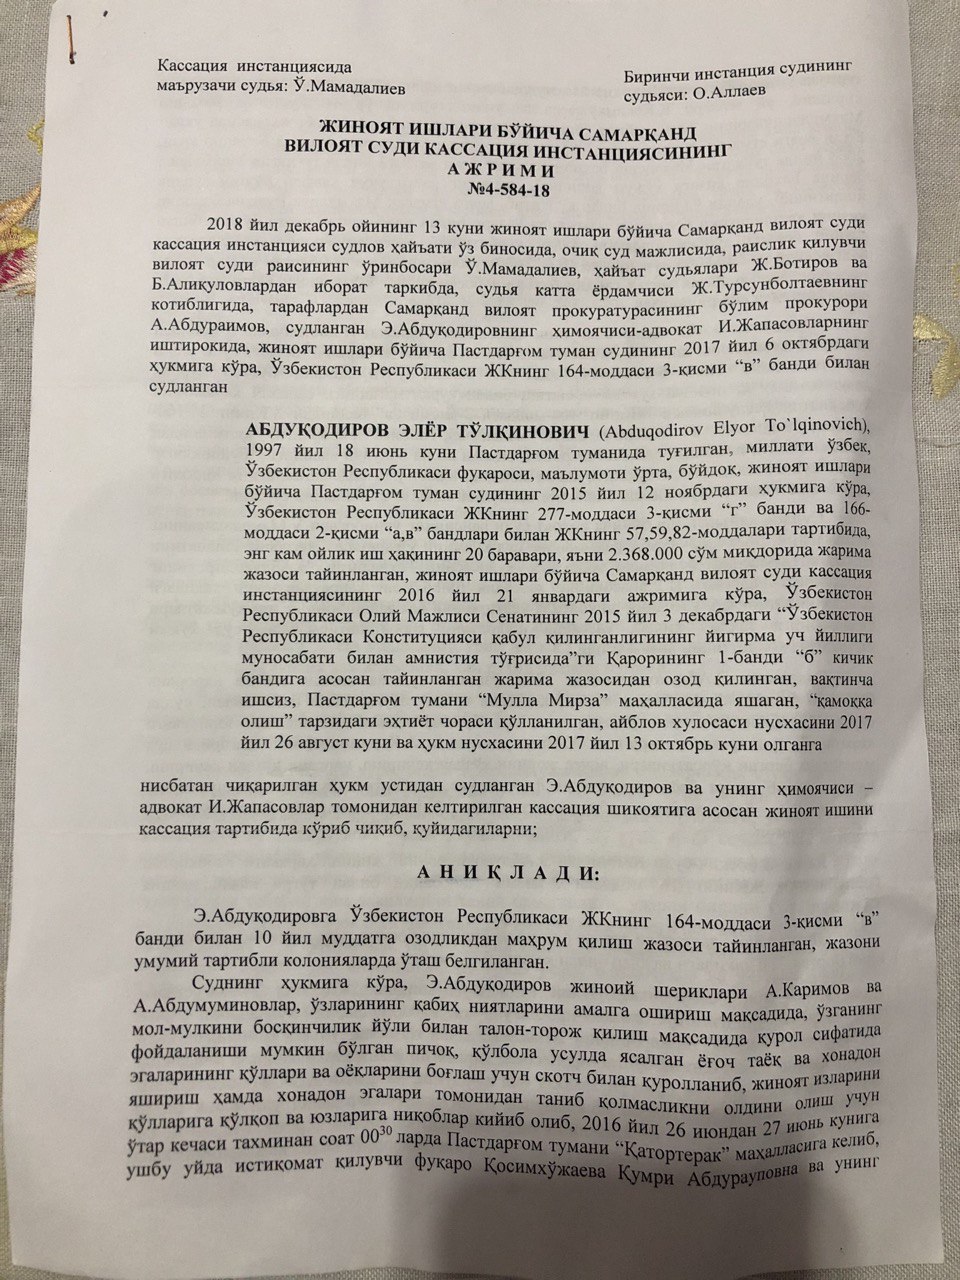 Кассация инстанциясида
маърузачи судья: Ў.Мамадалиев
Биринчи инстанция судининг
судьяси: О.Аллаев
ЖИНОЯТ ИШЛАРИ БЎЙИЧА САМАРҚАНД
ВИЛОЯТ СУДИ КАССАЦИЯ ИНСТАНЦИЯСИНИНГ
А Ж Р И М И
№4-584-18
2018 йил декабрь ойининг 13 куни жиноят ишлари бўйича Самарқанд вилоят суди
кассация инстанцияси судлов ҳайъати ўз биносида, очиқ суд мажлисида, раислик қилувчи
вилоят суди раисининг ўринбосари Ў.Мамадалиев, ҳайъат судьялари Ж.Ботиров ва
Б.Алиқуловлардан иборат таркибда, судья катта ёрдамчиси Ж.Турсунболтаевнинг
котиблигида, тарафлардан Самарқанд вилоят прокуратурасининг бўлим прокурори
А.Абдураимов, судланган Э.Абдуқодировнинг ҳимоячиси-адвокат И.Жапасовларнинг
иштирокида, жиноят ишлари бўйича Пастдарғом туман судининг 2017 йил 6 октябрдаги
ҳукмига кўра, Ўзбекистон Республикаси ЖКнинг 164-моддаси 3-қисми “в” банди билан
судланган
АБДУҚОДИРОВ ЭЛЁР ТЎЛҚИНОВИЧ (Abduqodirov Elyor To`lqinovich),
1997 йил 18 июнь куни Пастдарғом туманида туғилган, миллати ўзбек,
Ўзбекистон Республикаси фуқароси, маълумоти ўрта, бўйдоқ, жиноят ишлари
бўйича Пастдарғом туман судининг 2015 йил 12 ноябрдаги ҳукмига кўра,
Ўзбекистон Республикаси ЖКнинг 277-моддаси 3-қисми “г” банди ва 166-
моддаси 2-қисми “а,в” бандлари билан ЖКнинг 57,59,82-моддалари тартибида,
энг кам ойлик иш ҳақининг 20 баравари, яъни 2.368.000 сўм миқдорида жарима
жазоси тайинланган, жиноят ишлари бўйича Самарқанд вилоят суди кассация
инстанциясининг 2016 йил 21 январдаги ажримига кўра, Ўзбекистон
Республикаси Олий Мажлиси Сенатининг 2015 йил 3 декабрдаги “Ўзбекистон
Республикаси Конституцияси қабул қилинганлигининг йигирма уч йиллиги
муносабати билан амнистия тўғрисида”ги Қарорининг 1-банди “б” кичик
бандига асосан тайинланган жарима жазосидан озод қилинган, вақтинча
ишсиз, Пастдарғом тумани “Мулла Мирза” маҳалласида яшаган, “қамоққа
олиш” тарзидаги эҳтиёт чораси қўлланилган, айблов хулосаси нусхасини 2017
йил 26 август куни ва ҳукм нусхасини 2017 йил 13 октябрь куни олганга
нисбатан чиқарилган ҳукм устидан судланган Э.Абдуқодиров ва унинг ҳимоячиси –
адвокат И.Жапасовлар томонидан келтирилган кассация шикоятига асосан жиноят ишини
кассация тартибида кўриб чиқиб, қуйидагиларни;
А Н И Қ Л А Д И:
Э.Абдуқодировга Ўзбекистон Республикаси ЖКнинг 164-моддаси 3-қисми “в”
банди билан 10 йил муддатга озодликдан маҳрум қилиш жазоси тайинланган, жазони
умумий тартибли колонияларда ўташ белгиланган.
Суднинг ҳукмига кўра, Э.Абдуқодиров жиноий шериклари А.Каримов ва
А.Абдумуминовлар, ўзларининг қабиҳ ниятларини амалга ошириш мақсадида, ўзганинг
мол-мулкини босқинчилик йўли билан талон-торож қилиш мақсадида қурол сифатида
фойдаланиши мумкин бўлган пичоқ, қўлбола усулда ясалган ёғоч таёқ ва хонадон
эгаларининг қўллари ва оёқларини боғлаш учун скотч билан қуролланиб, жиноят изларини
яшириш ҳамда хонадон эгалари томонидан таниб қолмасликни олдини олиш учун
қўлларига қўлқоп ва юзларига ниқоблар кийиб олиб, 2016 йил 26 июндан 27 июнь кунига
ўтар кечаси тахминан соат 00³⁰ ларда Пастдарғом тумани “Қатортерак” маҳалласига келиб,
ушбу уйда истиқомат қилувчи фуқаро Қосимхўжаева Қумри Абдурауповна ва унинг